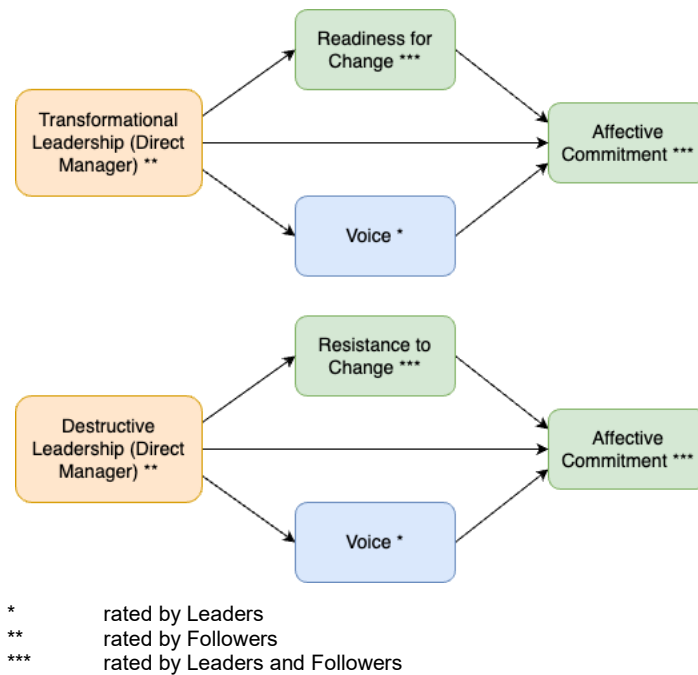 Readiness for
Change ***
Transformational
Leadership (Direct
Manager) **
Affective
Commitment ***
Voice *
Resistance to
Change ***
Destructive
Leadership (Direct
Manager) **
Affective
Commitment ***
Voice *
* rated by Leaders
** rated by Followers
*** rated by Leaders and Followers